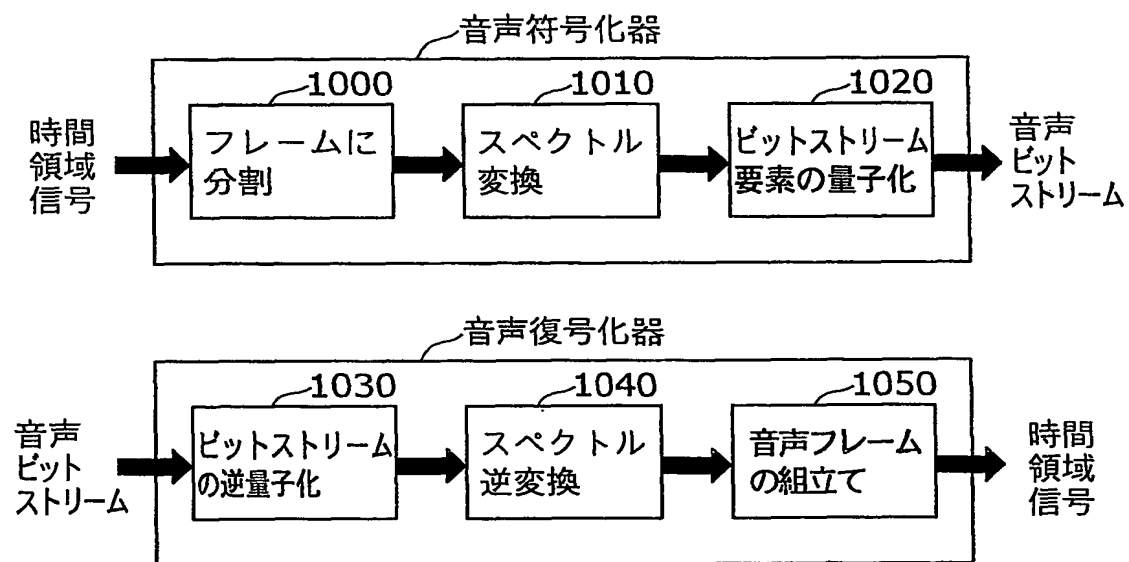 音声符号化器
1000
1010
1020
時間
領域
信号
フレームに
分割
スペクトル
変換
ビットストリーム
要素の量子化
音声
ビット
ストリーム
音声復号化器
1030
1040
1050
音声
ビット
ストリーム
ビットストリーム
の逆量子化
スペクトル
逆変換
音声フレーム
の組立て
時間
領域
信号